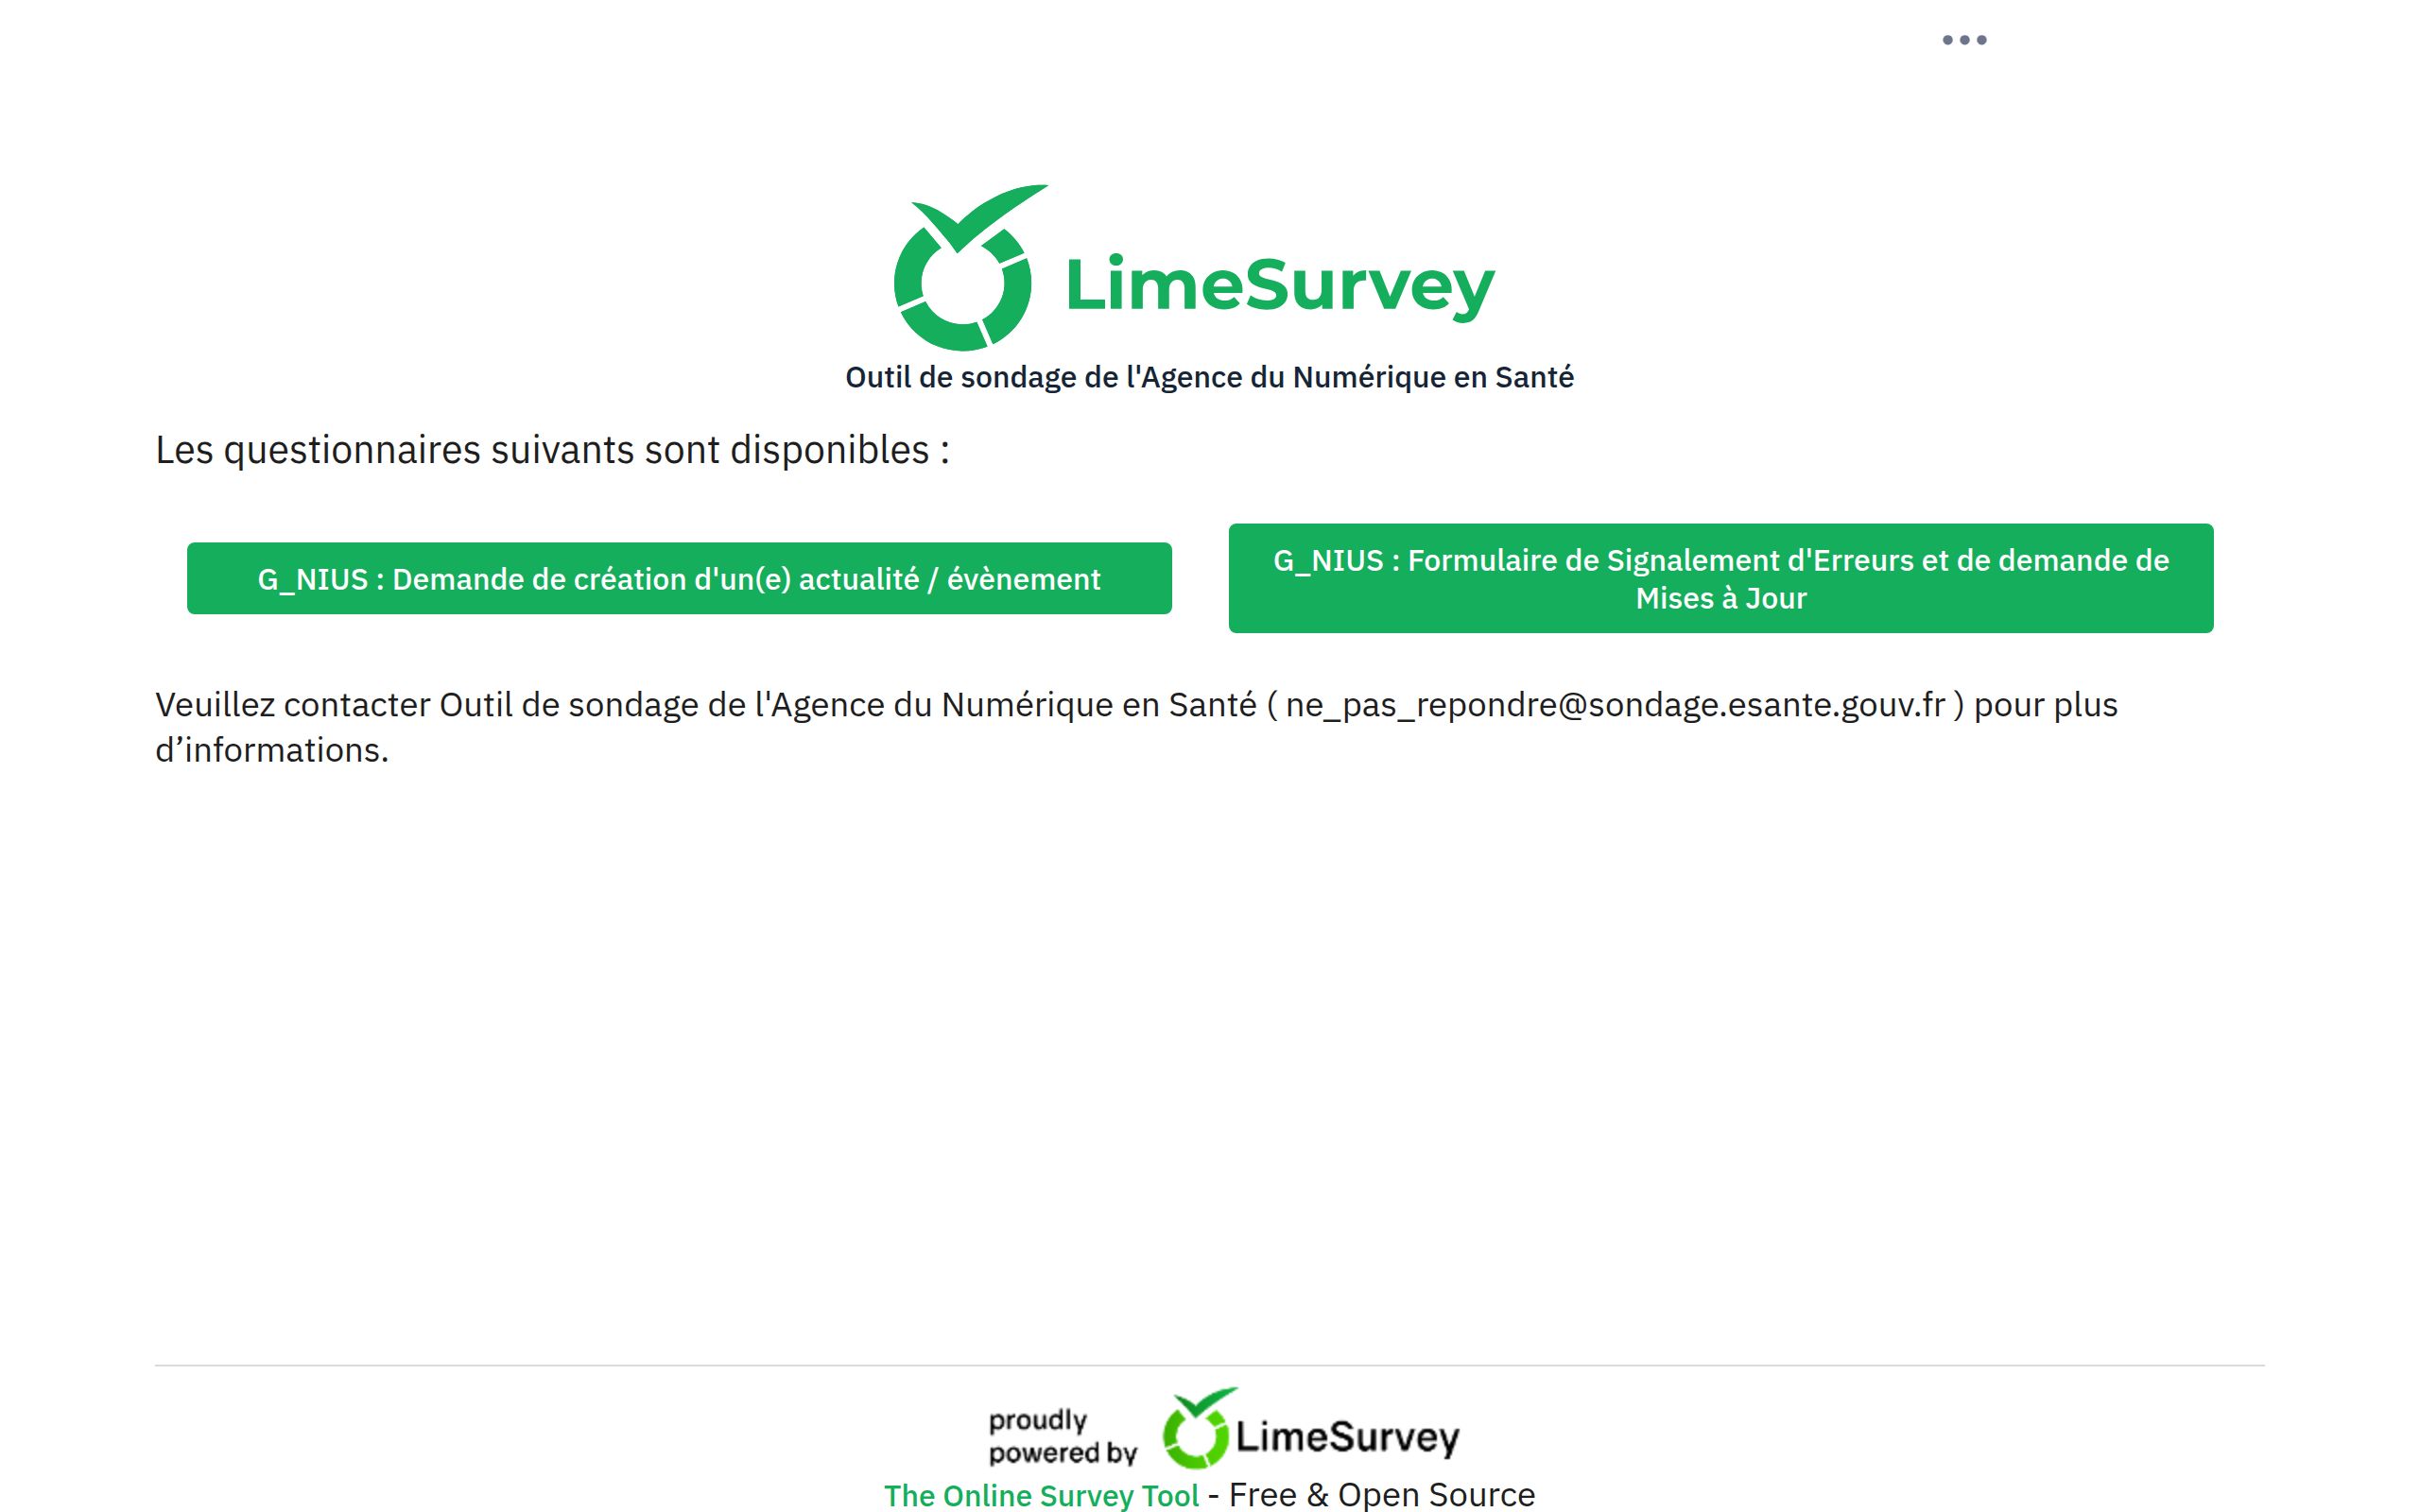 LimeSurvey
Outil de sondage de l'Agence du Numérique en Santé
Les questionnaires suivants sont disponibles :
G_NIUS : Demande de création d'un(e) actualité / évènement
G_NIUS : Formulaire de Signalement d'Erreurs et de demande de
Mises à Jour
Veuillez contacter Outil de sondage de l'Agence du Numérique en Santé ( ne_pas_repondre@sondage.esante.gouv.fr ) pour plus
d’informations.
proudly
powered by
LimeSurvey
The Online Survey Tool - Free & Open Source